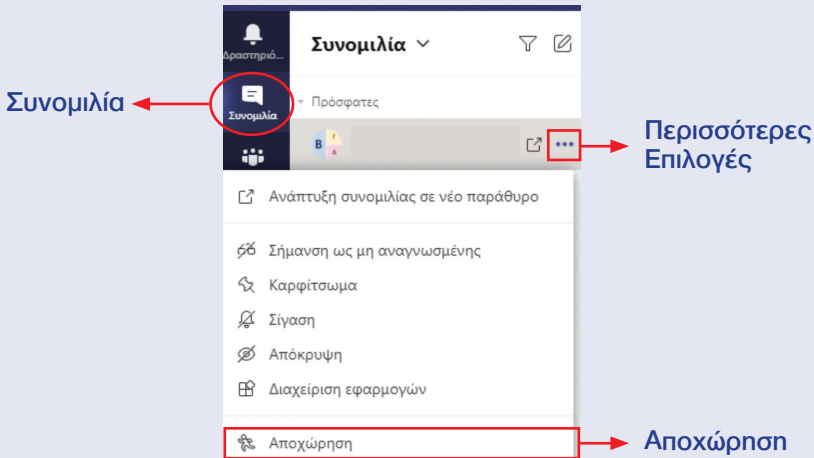 Δραστηριό...
Συνομιλία
Συνομιλία
Συνομιλία
Πρόσφατες
Β
Περισσότερες
Επιλογές
Ανάπτυξη συνομιλίας σε νέο παράθυρο
Σήμανση ως μη αναγνωσμένης
Καρφίτσωμα
Σίγαση
Απόκρυψη
Διαχείριση εφαρμογών
Αποχώρηση
Αποχώρηση